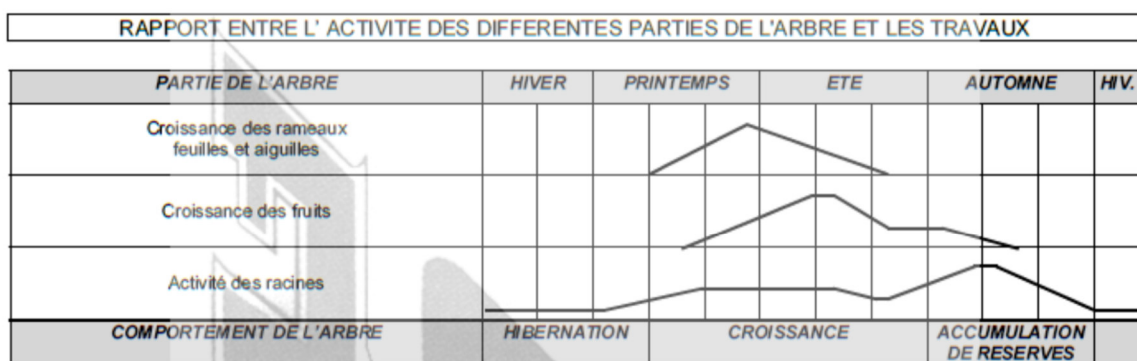 RAPPORT ENTRE L' ACTIVITE DES DIFFERENTES PARTIES DE L'ARBRE ET LES TRAVAUX
PARTIE DE L'ARBRE HIVER PRINTEMPS ETE AUTOMNE HIV.
Croissance des rameaux
feuilles et aiguilles
Croissance des fruits
Activité des racines
COMPORTEMENT DE L'ARBRE HIBERNATION CROISSANCE ACCUMULATION
DE RESERVES